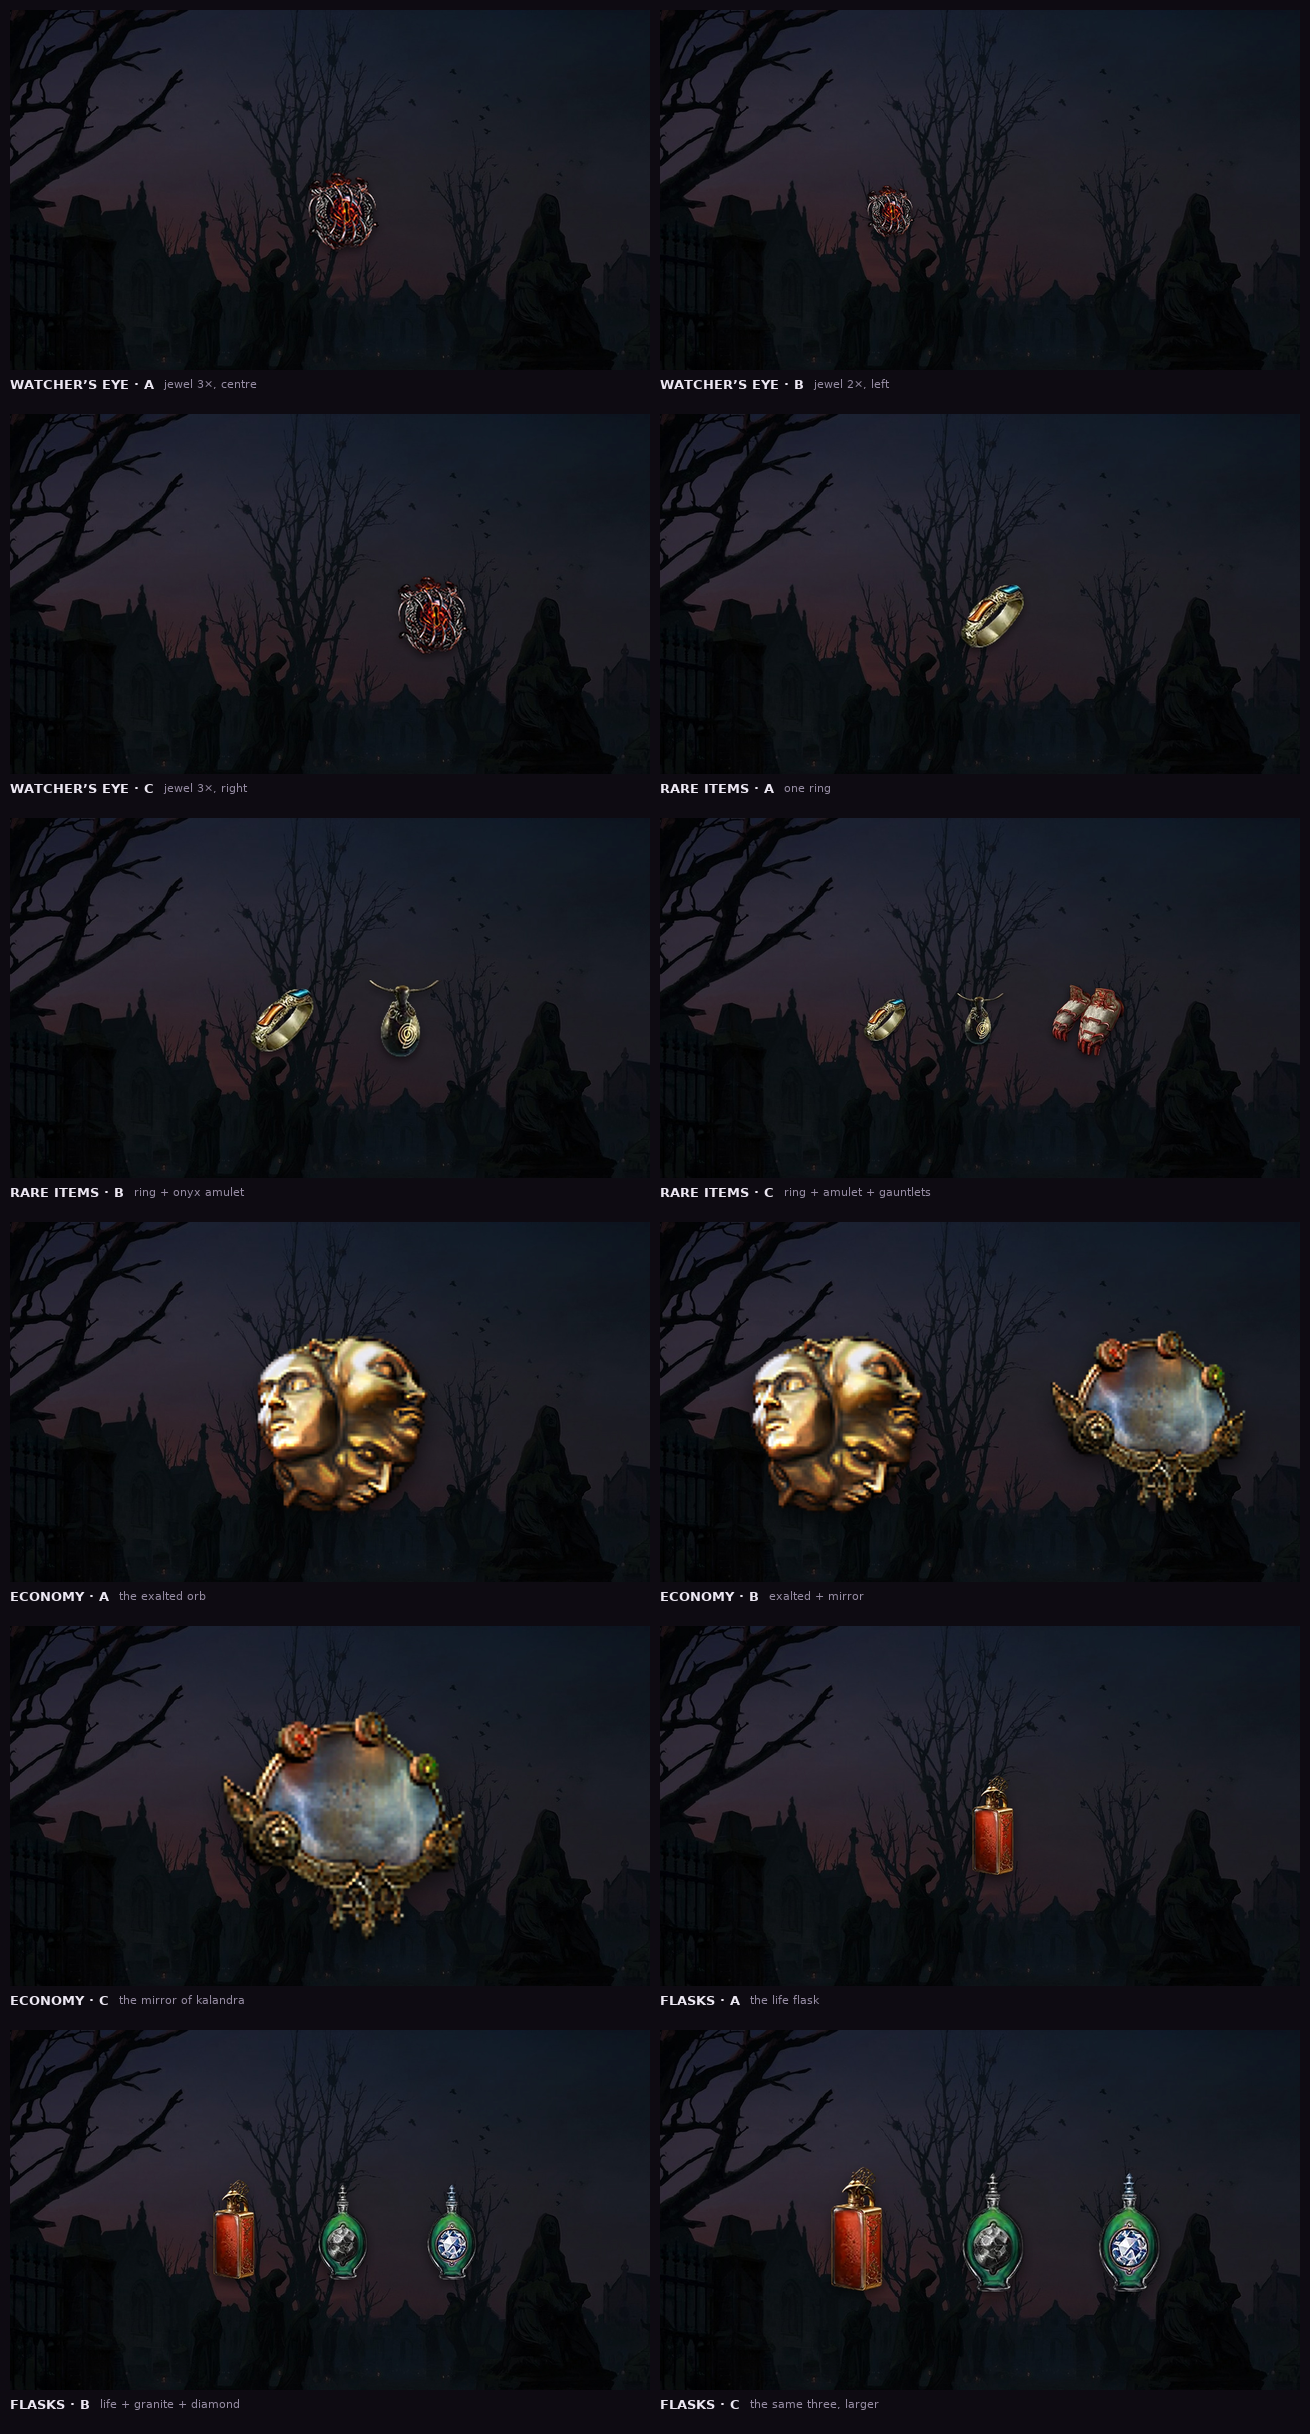 WATCHER’S EYE · A jewel 3×, centre
WATCHER’S EYE · B jewel 2×, left
WATCHER’S EYE · C jewel 3×, right
RARE ITEMS · A one ring
RARE ITEMS · B ring + onyx amulet
RARE ITEMS · C ring + amulet + gauntlets
ECONOMY · A the exalted orb
ECONOMY · B exalted + mirror
ECONOMY · C the mirror of kalandra
FLASKS · A the life flask
FLASKS · B life + granite + diamond
FLASKS · C the same three, larger